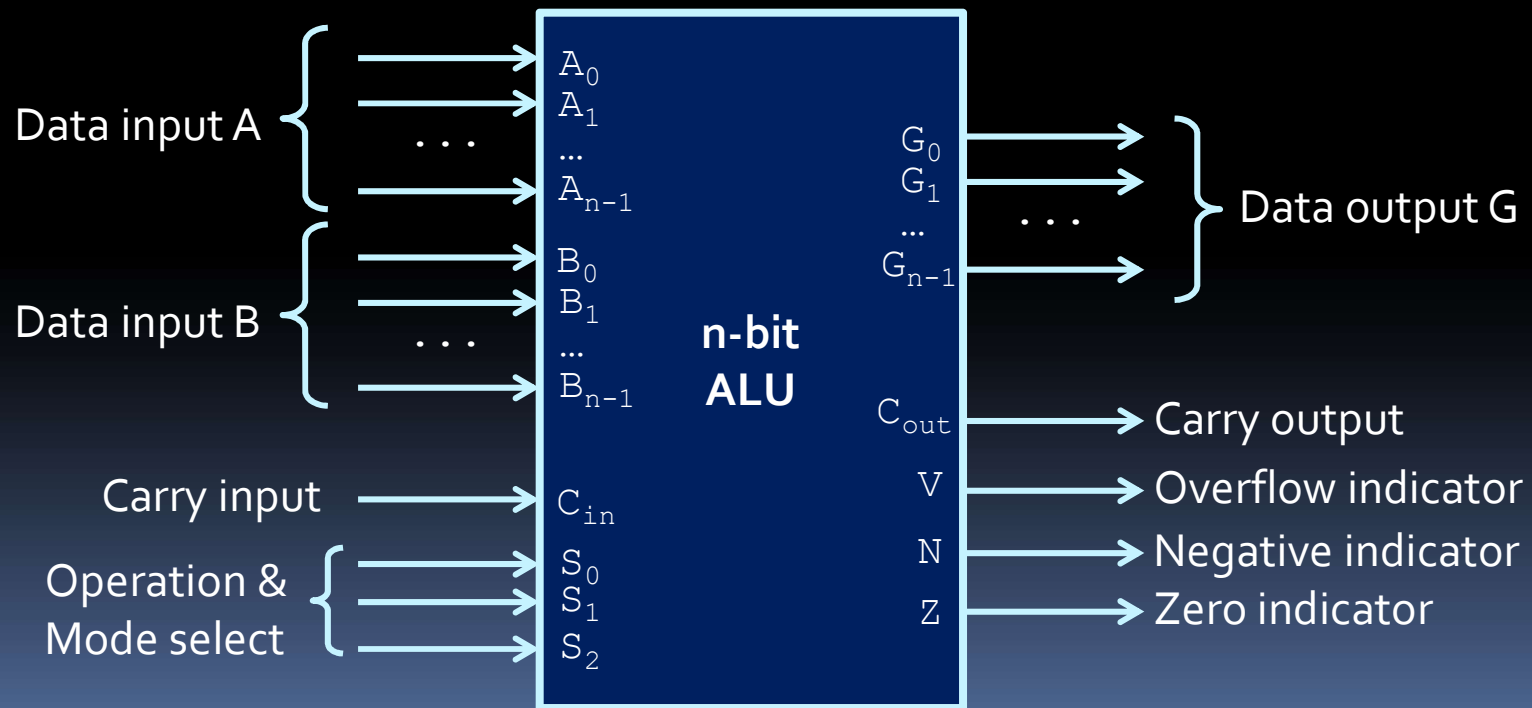 Data input A
. . .
A₀
A₁
...
Aₙ₋₁
Data input B
. . .
B₀
B₁
...
Bₙ₋₁
Carry input
Cᵢₙ
Operation &
Mode select
S₀
S₁
S₂
n-bit
ALU
G₀
G₁
...
Gₙ₋₁
. . .
Data output G
Cₒᵤₜ
Carry output
V
Overflow indicator
N
Negative indicator
Z
Zero indicator